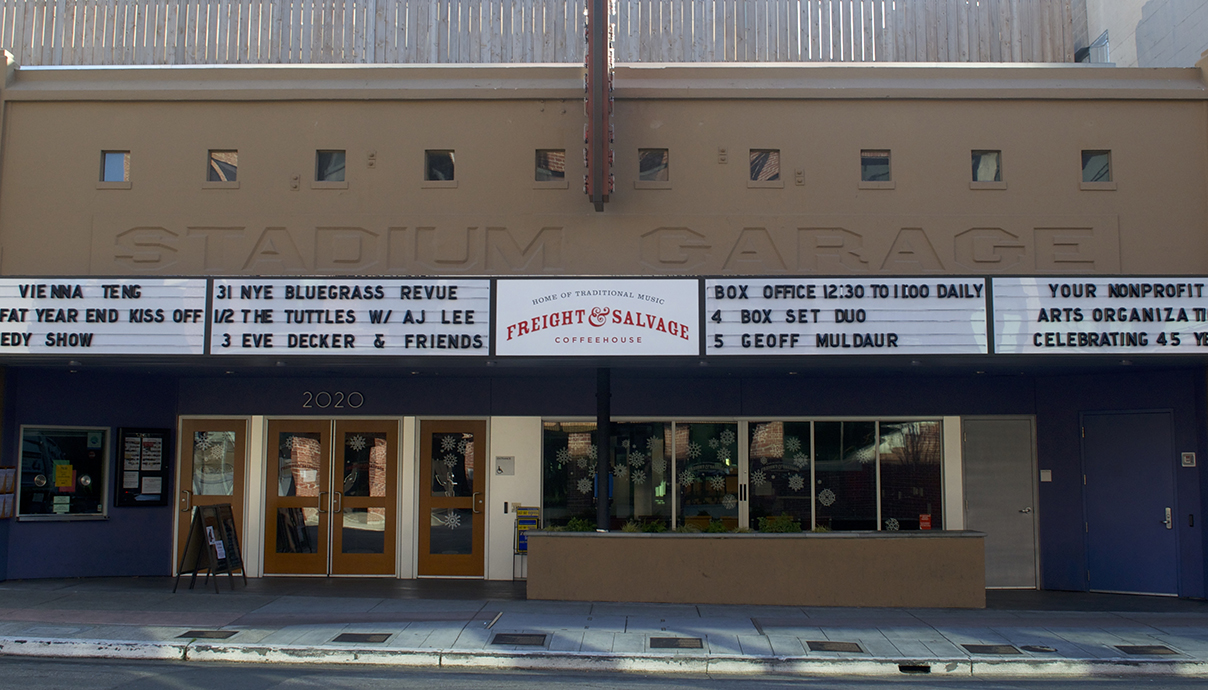 STADIUM GARAGE
VIENNA TENG
FAT YEAR END KISS OFF
EDY SHOW
31 NYE BLUEGRASS REVUE
1/2 THE TUTTLES W/ AJ LEE
3 EVE DECKER & FRIENDS
HOME OF TRADITIONAL MUSIC
FREIGHT & SALVAGE
COFFEEHOUSE
BOX OFFICE 12:30 TO 1:00 DAILY
4 BOX SET DUO
5 GEOFF MULDAUR
YOUR NONPROFIT
ARTS ORGANIZATI
CELEBRATING 45 YE
2020